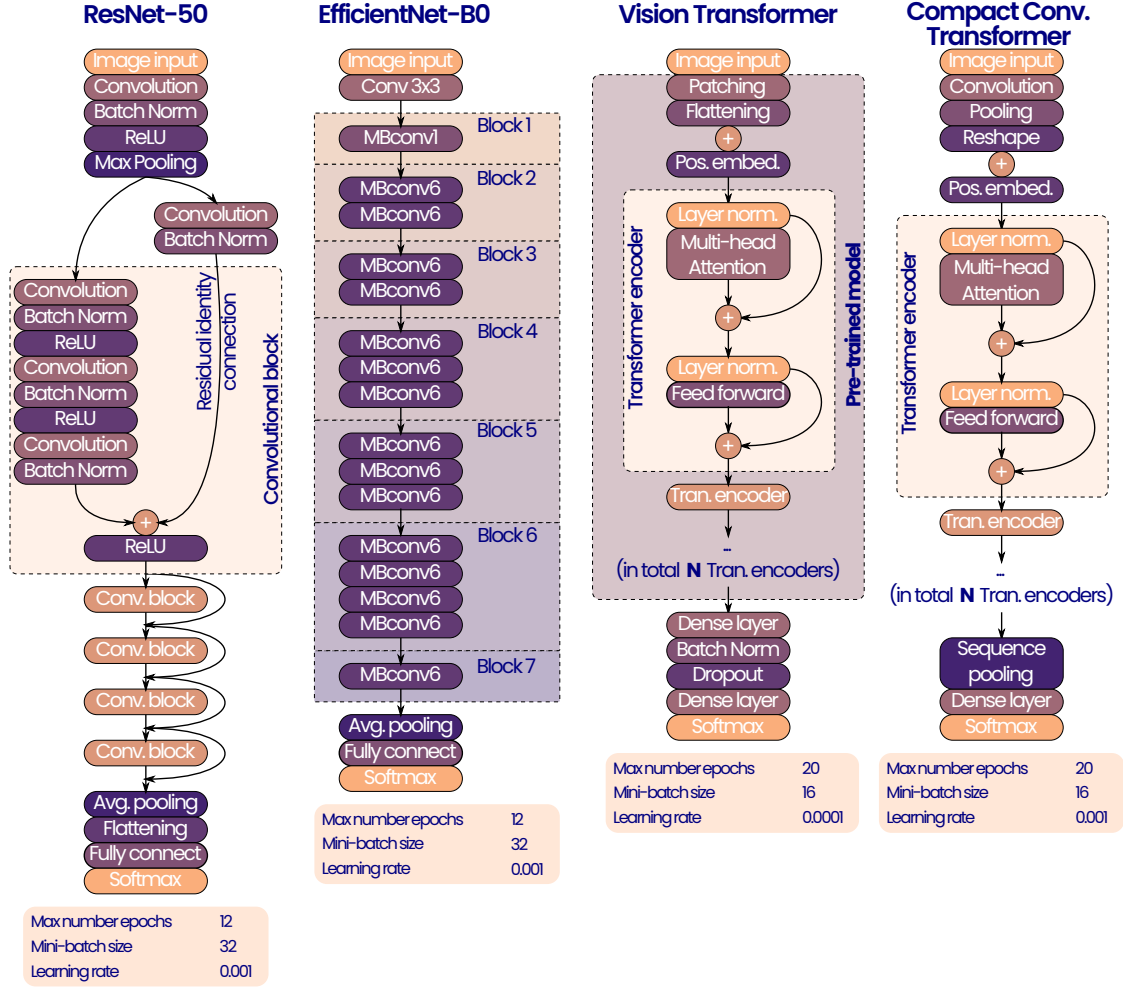 ResNet-50
Image input
Convolution
Batch Norm
ReLU
Max Pooling
Convolution
Batch Norm
Convolution
Batch Norm
ReLU
Convolution
Batch Norm
ReLU
Convolution
Batch Norm
Residual identity
connection
Convolutional block
+
ReLU
Conv. block
Conv. block
Conv. block
Conv. block
Avg. pooling
Flattening
Fully connect
Softmax
Max number epochs 12
Mini-batch size 32
Learning rate 0.001
EfficientNet-B0
Image input
Conv 3x3
Block 1
MBconv1
Block 2
MBconv6
MBconv6
Block 3
MBconv6
MBconv6
Block 4
MBconv6
MBconv6
MBconv6
Block 5
MBconv6
MBconv6
MBconv6
Block 6
MBconv6
MBconv6
MBconv6
MBconv6
Block 7
MBconv6
Avg. pooling
Fully connect
Softmax
Max number epochs 12
Mini-batch size 32
Learning rate 0.001
Vision Transformer
Image input
Patching
Flattening
+
Pos. embed.
Layer norm.
Multi-head
Attention
+
Layer norm.
Feed forward
+
Transformer encoder
Pre-trained model
Tran. encoder
...
(in total N Tran. encoders)
Dense layer
Batch Norm
Dropout
Dense layer
Softmax
Max number epochs 20
Mini-batch size 16
Learning rate 0.0001
Compact Conv.
Transformer
Image input
Convolution
Pooling
Reshape
+
Pos. embed.
Layer norm.
Multi-head
Attention
+
Layer norm.
Feed forward
+
Transformer encoder
Tran. encoder
...
(in total N Tran. encoders)
Sequence
pooling
Dense layer
Softmax
Max number epochs 20
Mini-batch size 16
Learning rate 0.001